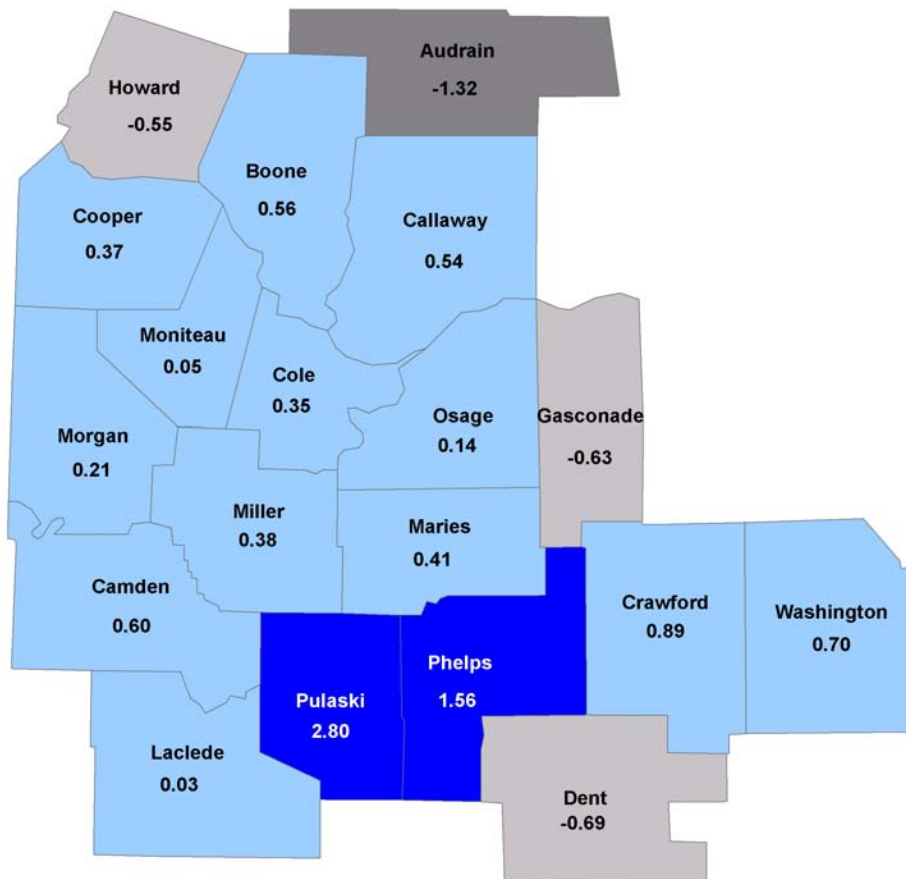 Audrain
-1.32
Howard
-0.55
Boone
0.56
Callaway
0.54
Cooper
0.37
Moniteau
0.05
Cole
0.35
Osage
0.14
Gasconade
-0.63
Morgan
0.21
Miller
0.38
Maries
0.41
Camden
0.60
Crawford
0.89
Washington
0.70
Phelps
1.56
Pulaski
2.80
Laclede
0.03
Dent
-0.69